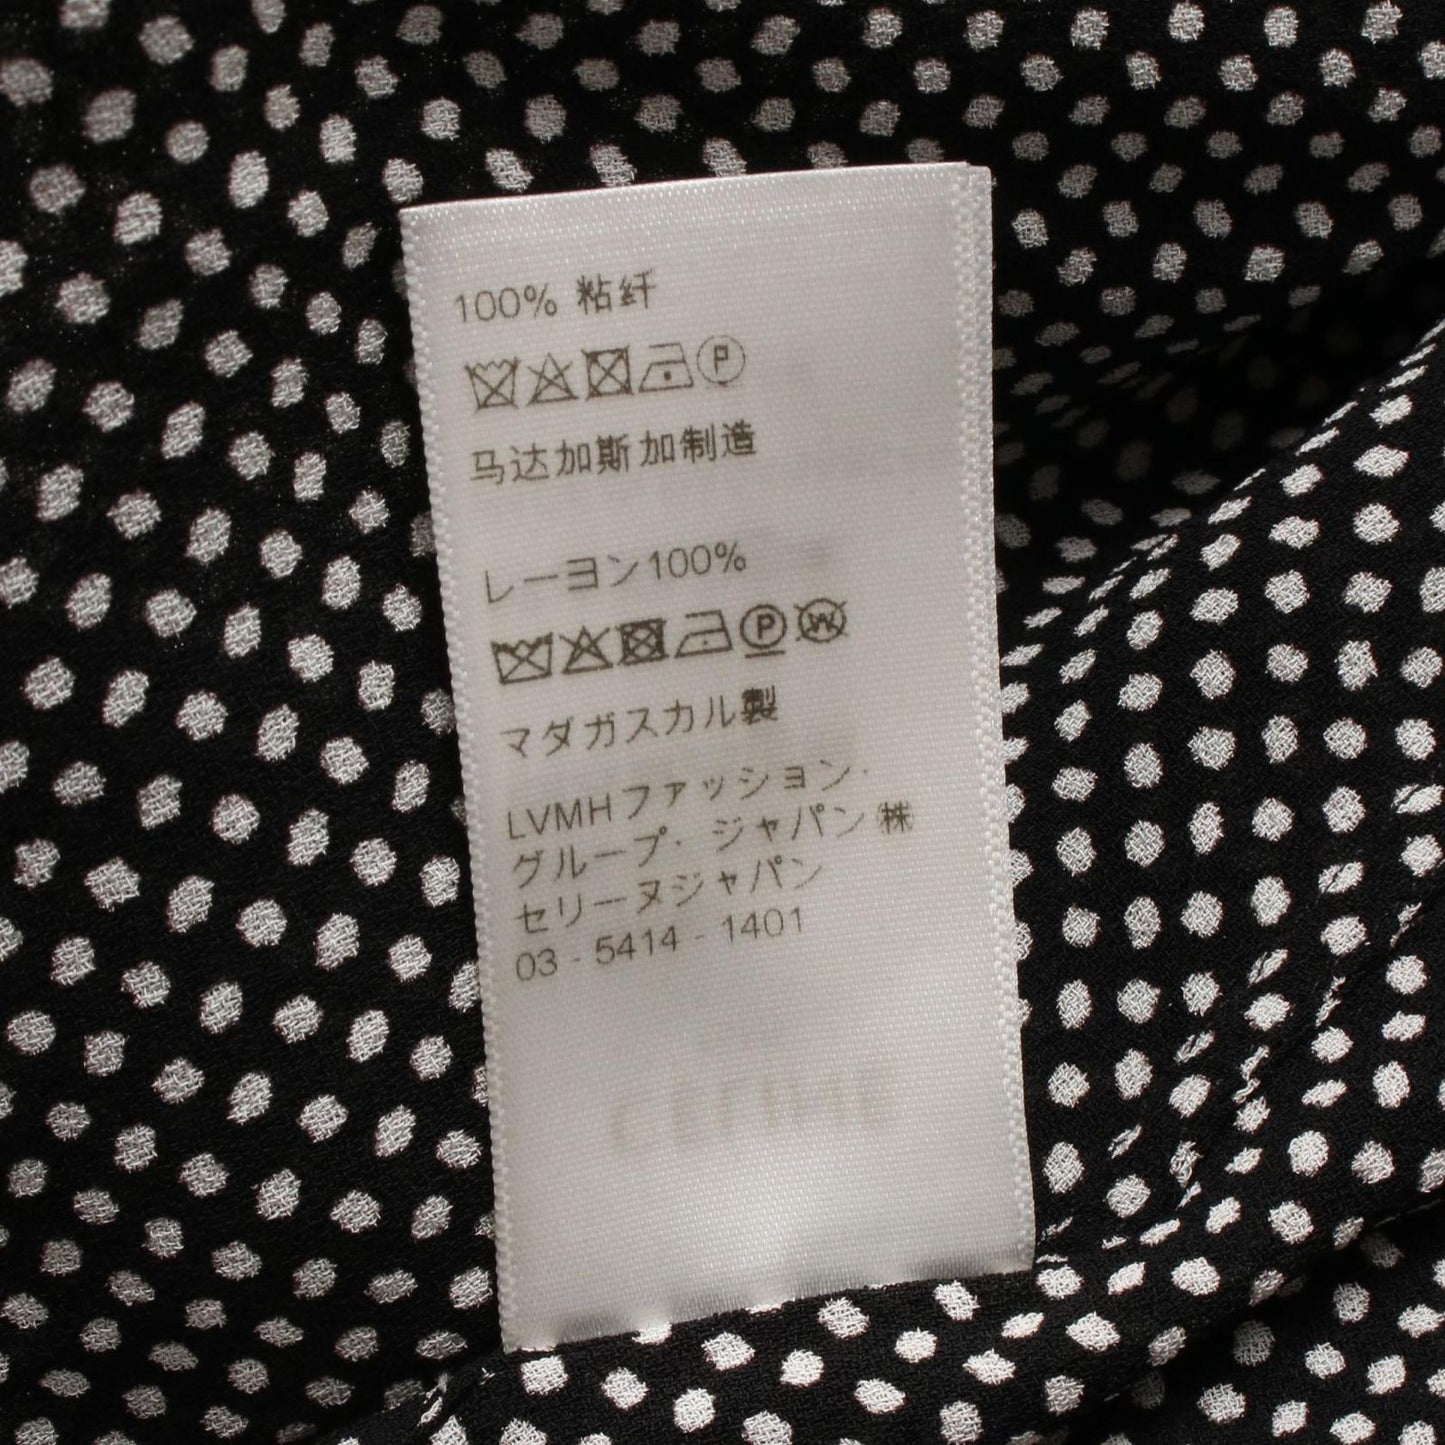 100% 粘纤
P
马达加斯加制造
レーヨン100%
P W
マダガスカル製
LVMHファッション・
グループ・ジャパン㈱
セリーヌジャパン
03 - 5414 - 1401